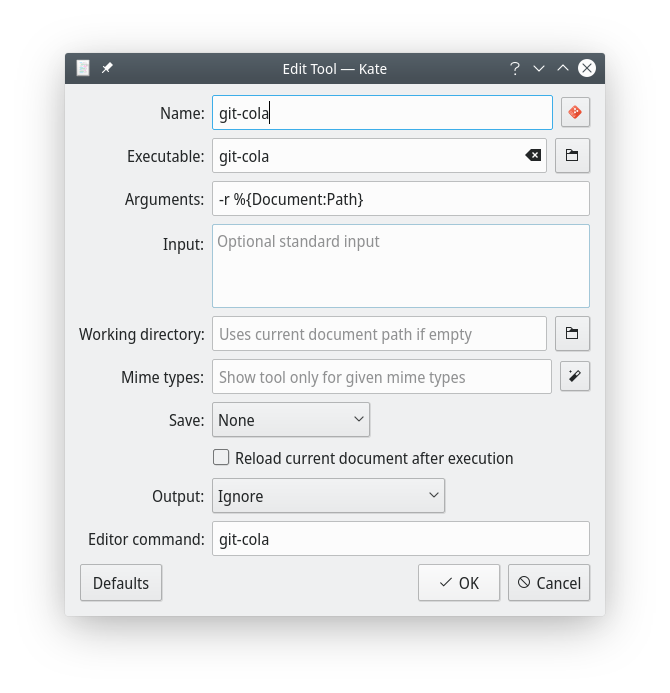 Edit Tool — Kate
Name: git-cola
Executable: git-cola
Arguments: -r %{Document:Path}
Input: Optional standard input
Working directory: Uses current document path if empty
Mime types: Show tool only for given mime types
Save: None
Reload current document after execution
Output: Ignore
Editor command: git-cola
Defaults OK Cancel